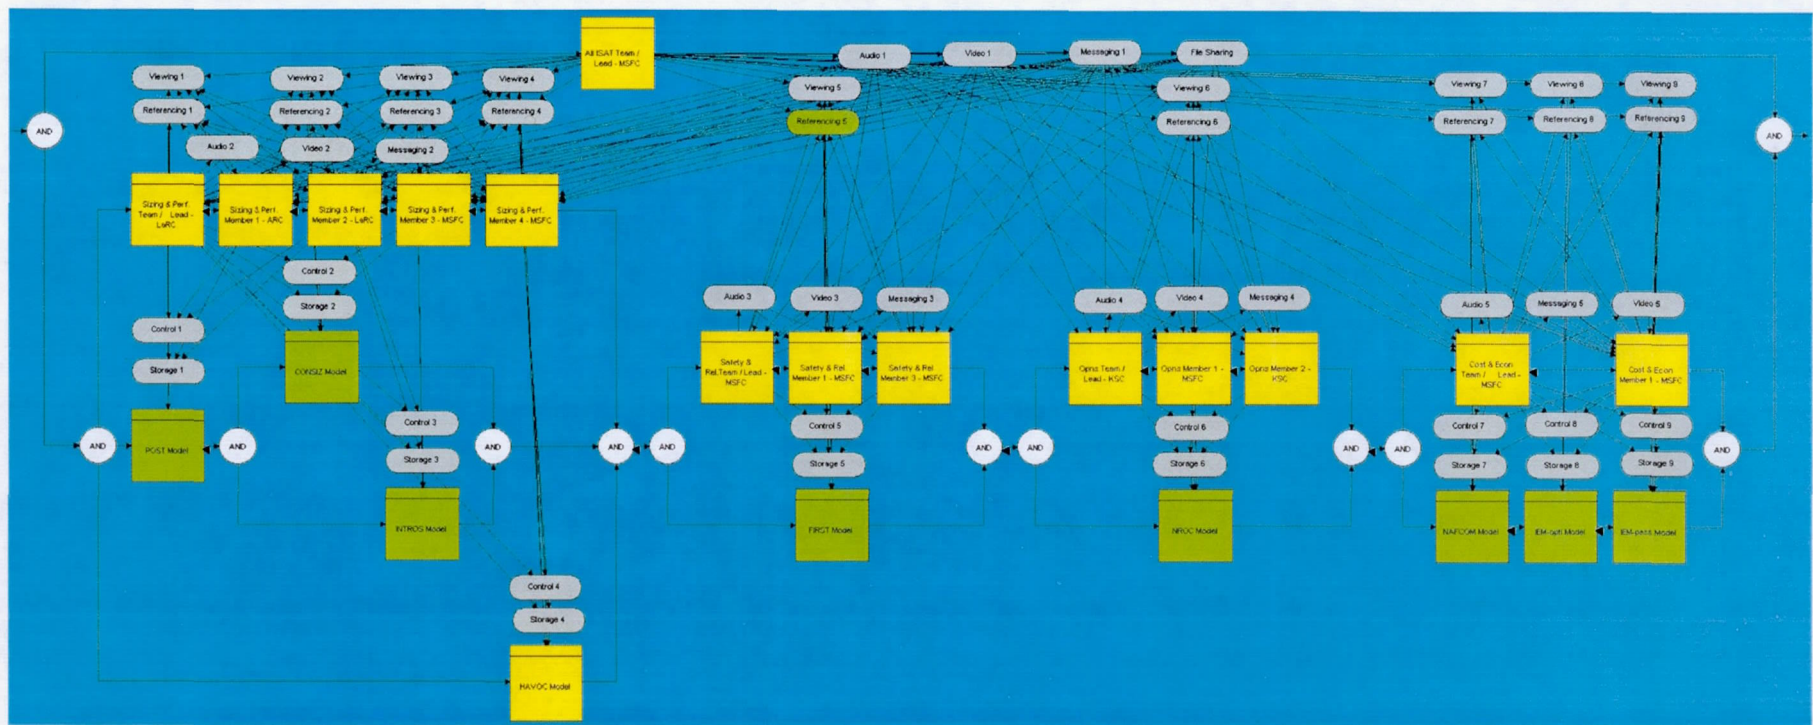 All ISAT Team /
Lead - MSFC
Audio 1
Video 1
Messaging 1
File Sharing
Viewing 1
Viewing 2
Viewing 3
Viewing 4
Viewing 5
Viewing 6
Viewing 7
Viewing 8
Viewing 9
Referencing 1
Referencing 2
Referencing 3
Referencing 4
Referencing 5
Referencing 6
Referencing 7
Referencing 8
Referencing 9
AND
AND
Audio 2
Video 2
Messaging 2
Sizing & Perf.
Team / Lead -
LaRC
Sizing & Perf.
Member 1 - ARC
Sizing & Perf.
Member 2 - LaRC
Sizing & Perf.
Member 3 - MSFC
Sizing & Perf.
Member 4 - MSFC
Control 2
Storage 2
Audio 3
Video 3
Messaging 3
Audio 4
Video 4
Messaging 4
Audio 5
Messaging 5
Video 5
Control 1
Storage 1
CONSIZ Model
Safety &
Rel.Team / Lead -
MSFC
Safety & Rel.
Member 1 - MSFC
Safety & Rel.
Member 3 - MSFC
Opns Team /
Lead - KSC
Opns Member 1 -
MSFC
Opns Member 2 -
KSC
Cost & Econ
Team / Lead -
MSFC
Cost & Econ
Member 1 - MSFC
Control 3
Storage 3
Control 5
Storage 5
Control 6
Storage 6
Control 7
Storage 7
Control 8
Storage 8
Control 9
Storage 9
AND
POST Model
AND
AND
AND
AND
AND
AND
AND
AND
AND
INTROS Model
FIRST Model
NROC Model
NAFCOM Model
IEM-opti Model
IEM-pess Model
Control 4
Storage 4
HAVOC Model